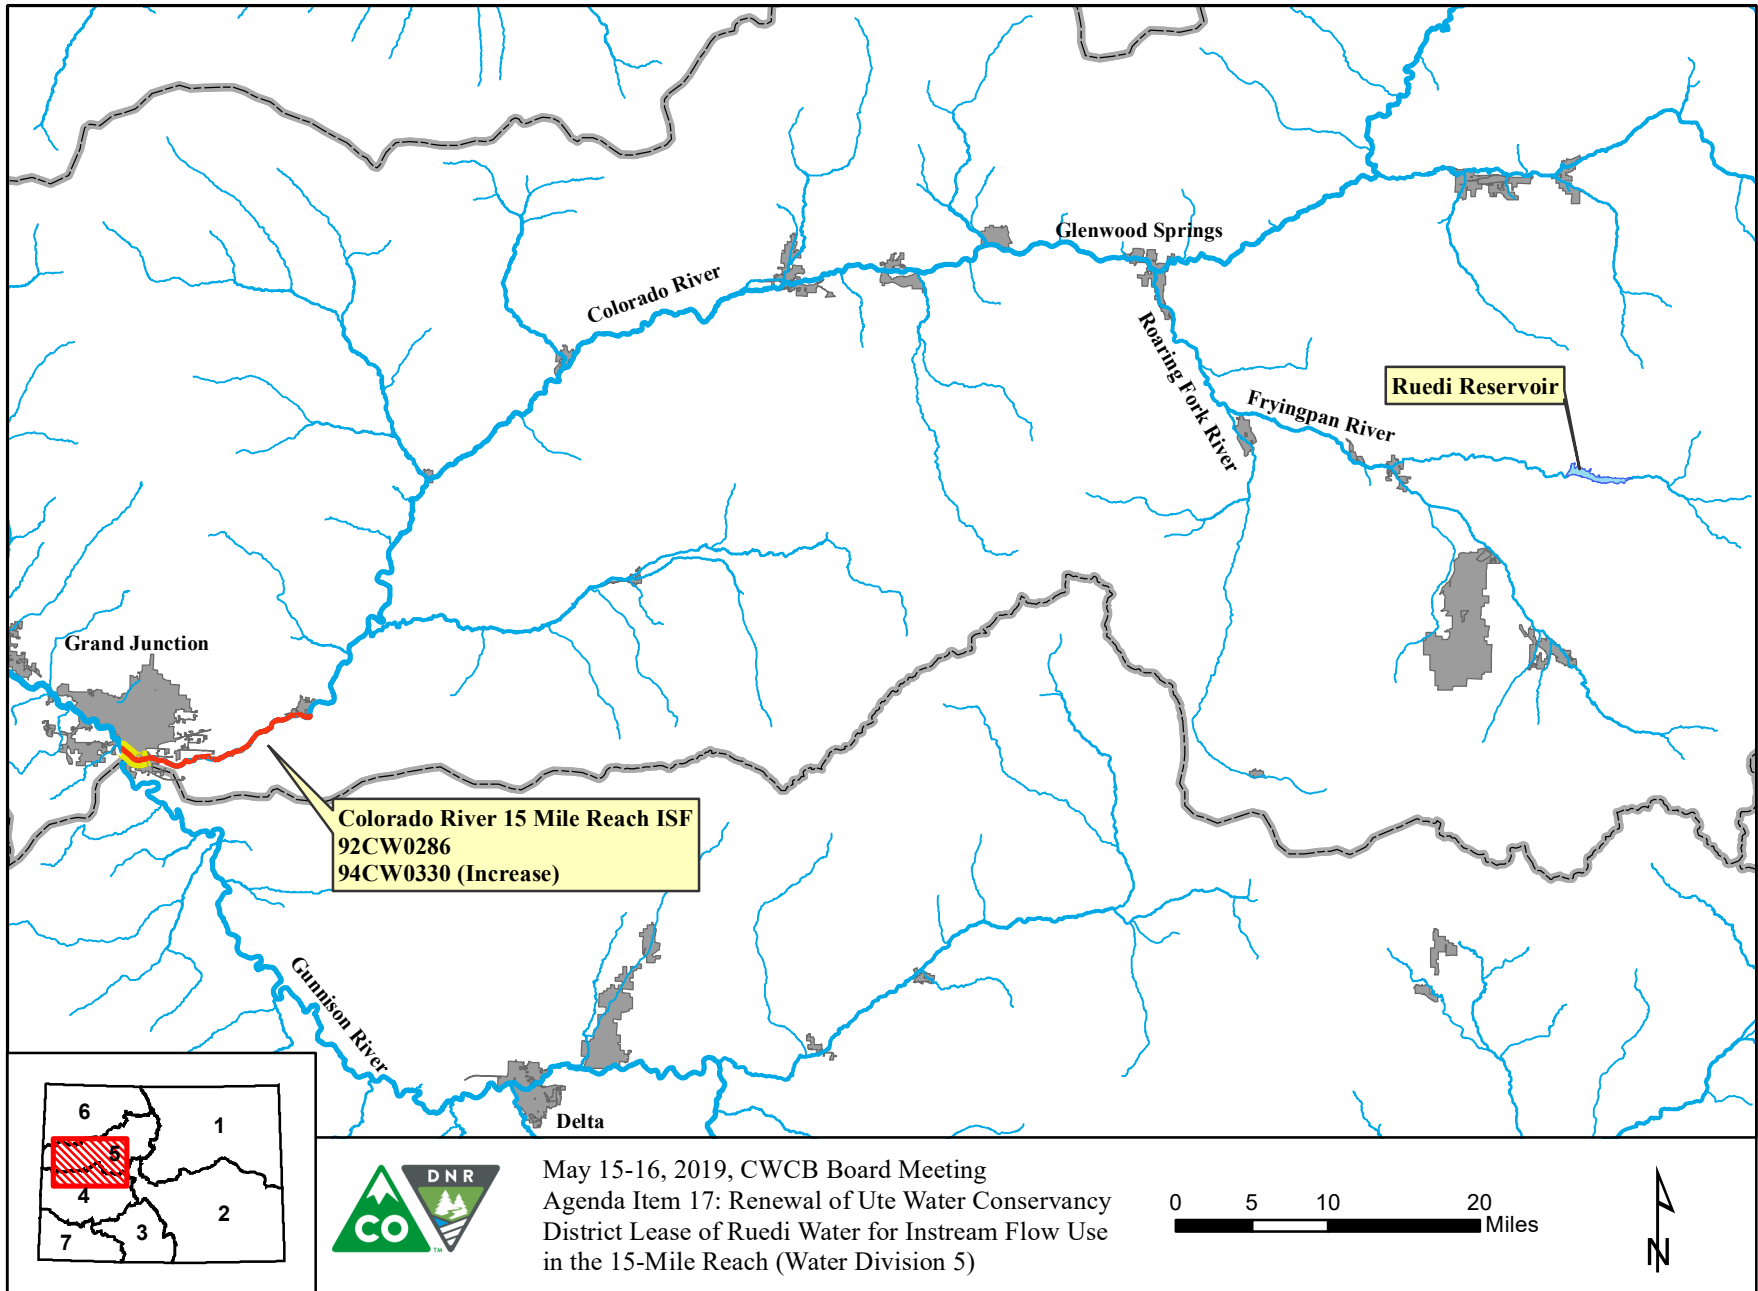 Glenwood Springs
Colorado River
Roaring Fork River
Ruedi Reservoir
Fryingpan River
Grand Junction
Colorado River 15 Mile Reach ISF
92CW0286
94CW0330 (Increase)
Gunnison River
Delta
6
1
5
4
2
3
7
CO
TM
DNR
May 15-16, 2019, CWCB Board Meeting
Agenda Item 17: Renewal of Ute Water Conservancy
District Lease of Ruedi Water for Instream Flow Use
in the 15-Mile Reach (Water Division 5)
0 5 10 20
Miles
N